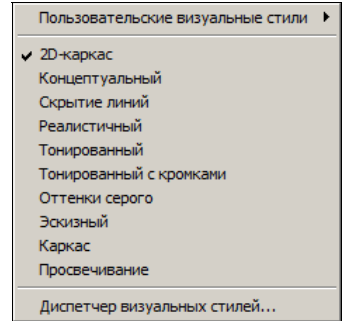 Пользовательские визуальные стили
2D-каркас
Концептуальный
Скрытие линий
Реалистичный
Тонированный
Тонированный с кромками
Оттенки серого
Эскизный
Каркас
Просвечивание
Диспетчер визуальных стилей...